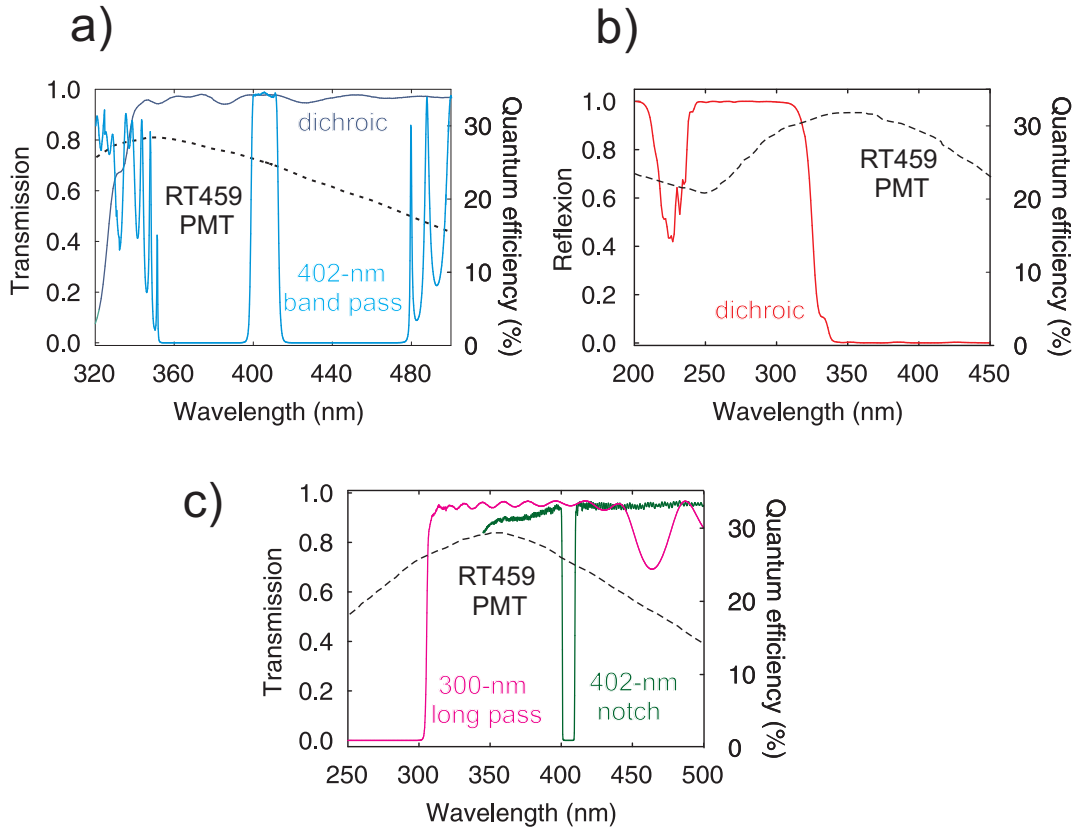 a)
Transmission
1.0
0.8
0.6
0.4
0.2
0.0
320
360
400
440
480
Wavelength (nm)
30
20
10
0
Quantum efficiency (%)
dichroic
RT459
PMT
402-nm
band pass
b)
Reflexion
1.0
0.8
0.6
0.4
0.2
0.0
200
250
300
350
400
450
Wavelength (nm)
30
20
10
0
Quantum efficiency (%)
RT459
PMT
dichroic
c)
Transmission
1.0
0.8
0.6
0.4
0.2
0.0
250
300
350
400
450
500
Wavelength (nm)
30
20
10
0
Quantum efficiency (%)
RT459
PMT
300-nm
long pass
402-nm
notch